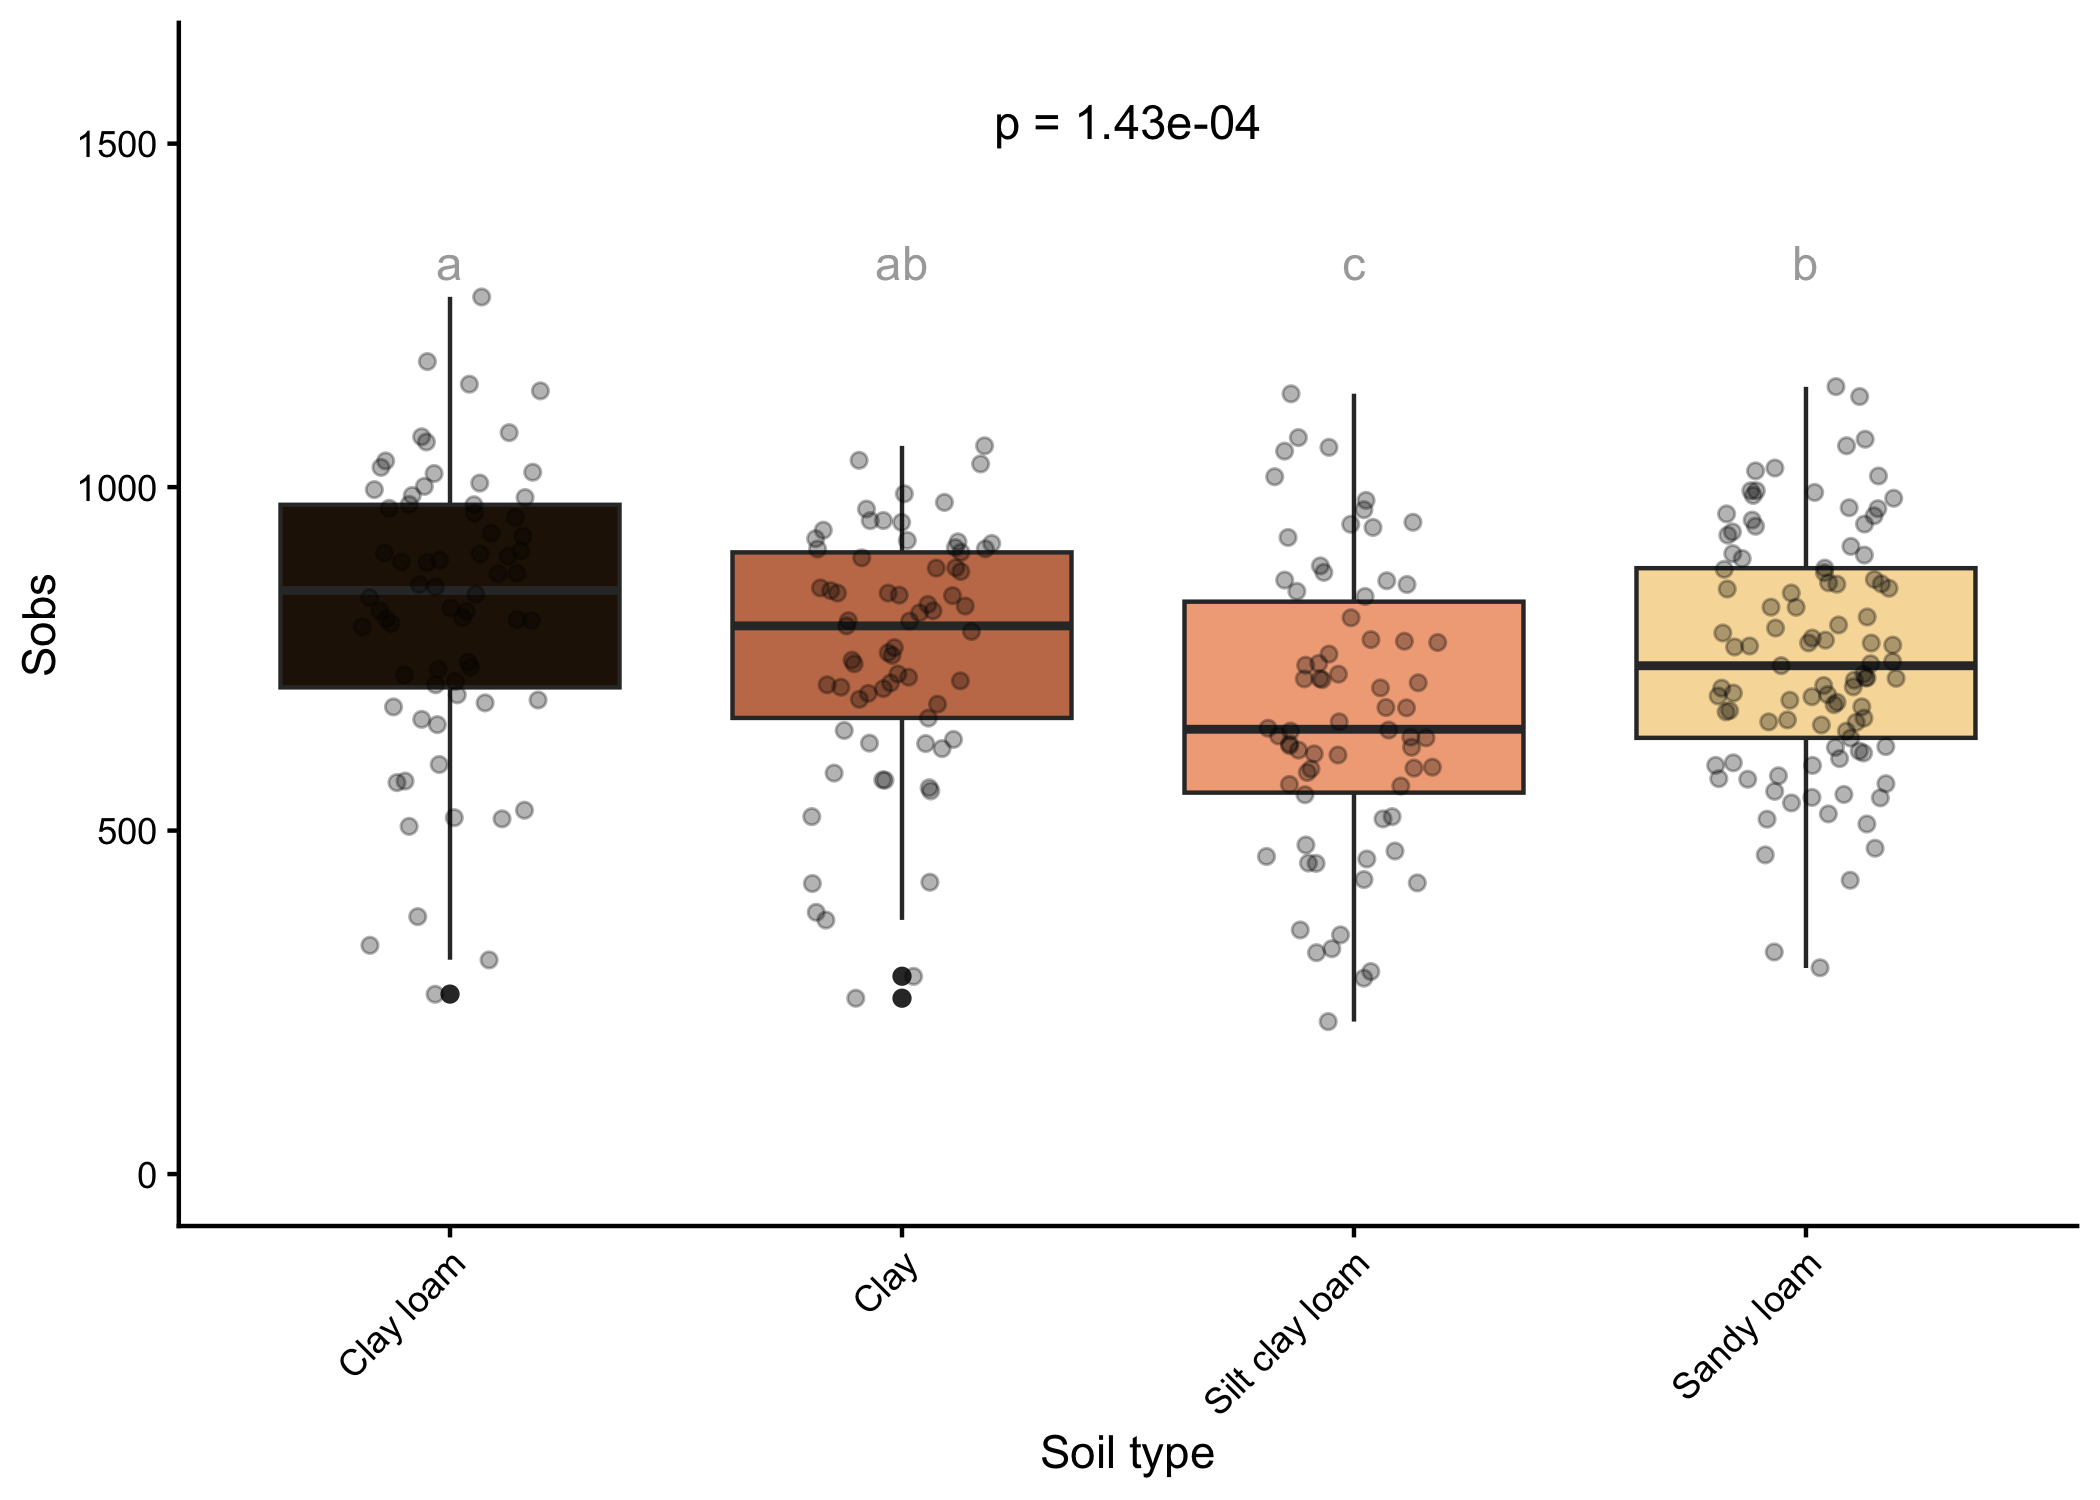 p = 1.43e-04
1500
1000
500
0
Sobs
a
ab
c
b
Clay loam
Clay
Silt clay loam
Sandy loam
Soil type